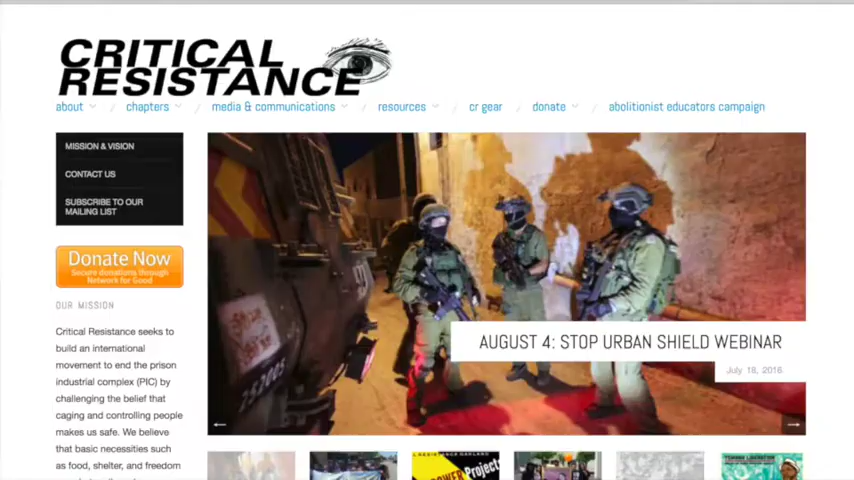 CRITICAL
RESISTANCE
about / chapters / media & communications / resources / cr gear / donate / abolitionist educators campaign
MISSION & VISION
CONTACT US
SUBSCRIBE TO OUR
MAILING LIST
Donate Now
Secure donations through
Network for Good
OUR MISSION
Critical Resistance seeks to
build an international
movement to end the prison
industrial complex (PIC) by
challenging the belief that
caging and controlling people
makes us safe. We believe
that basic necessities such
as food, shelter, and freedom
AUGUST 4: STOP URBAN SHIELD WEBINAR
July 18, 2016